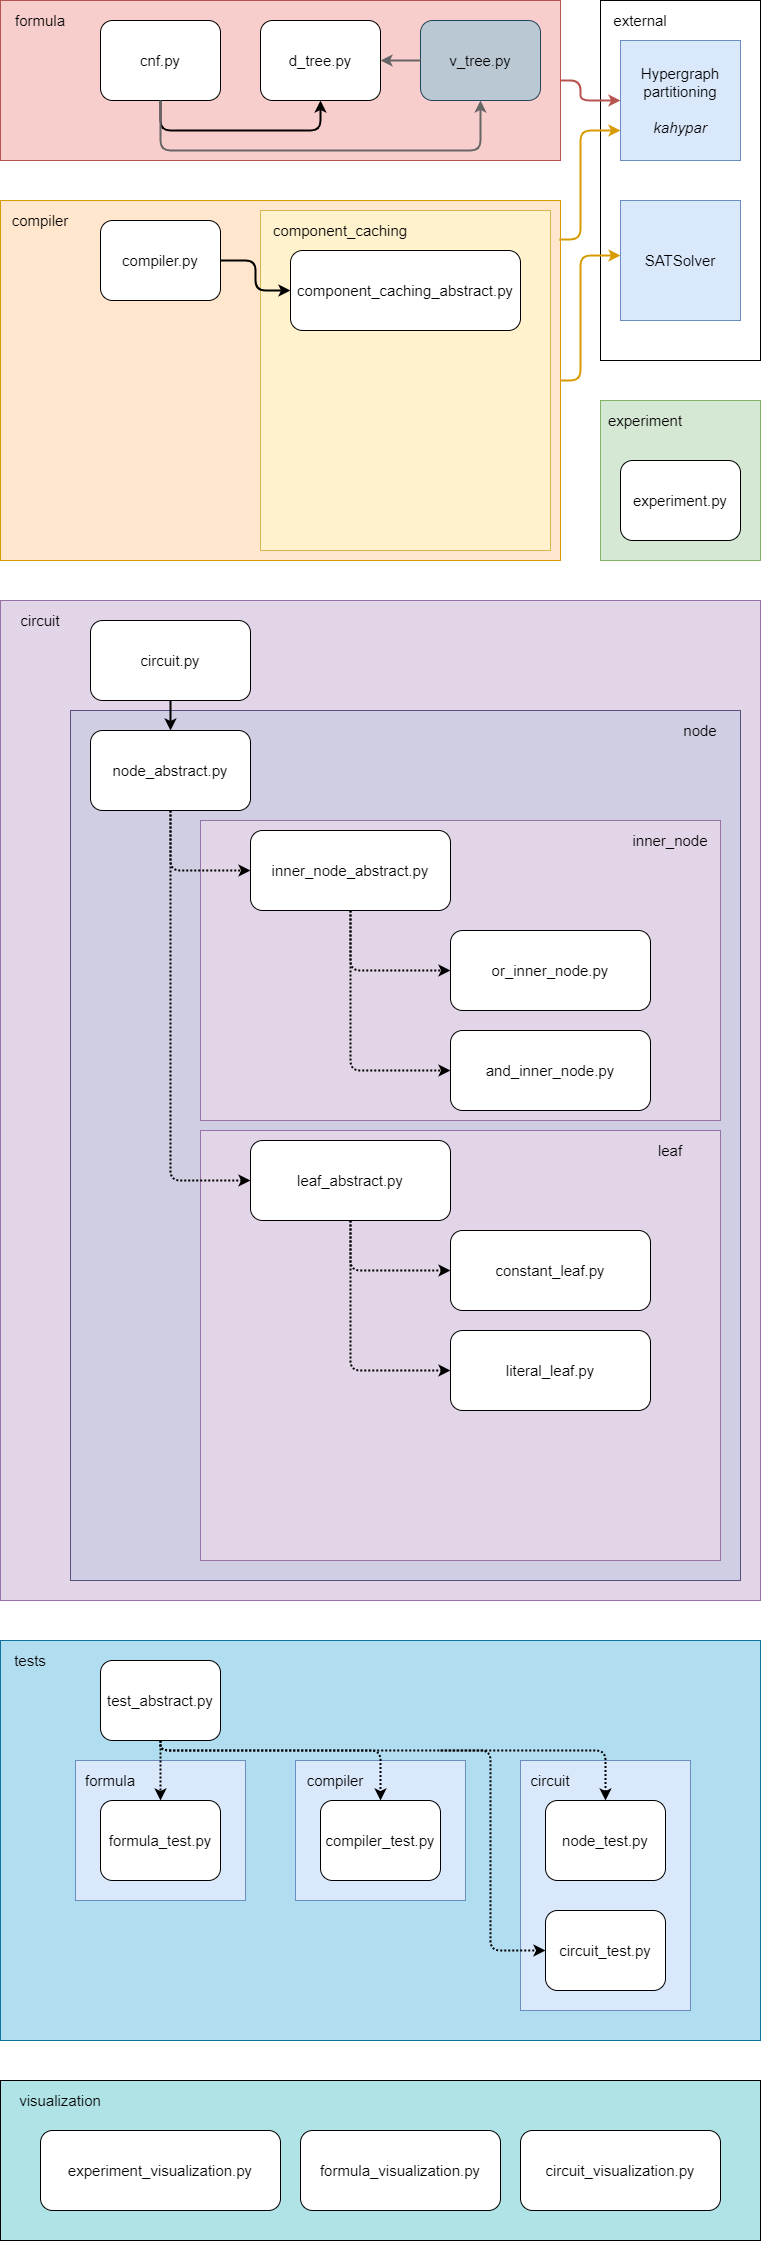 formula
cnf.py
d_tree.py
v_tree.py
external
Hypergraph
partitioning
kahypar
SATSolver
compiler
compiler.py
component_caching
component_caching_abstract.py
experiment
experiment.py
circuit
circuit.py
node
node_abstract.py
inner_node
inner_node_abstract.py
or_inner_node.py
and_inner_node.py
leaf
leaf_abstract.py
constant_leaf.py
literal_leaf.py
tests
test_abstract.py
formula
compiler
circuit
formula_test.py
compiler_test.py
node_test.py
circuit_test.py
visualization
experiment_visualization.py
formula_visualization.py
circuit_visualization.py